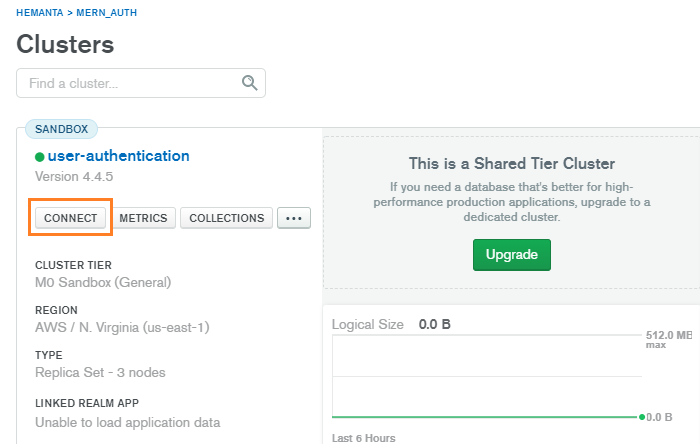 HEMANTA > MERN_AUTH
Clusters
Find a cluster...
SANDBOX
user-authentication
Version 4.4.5
CONNECT METRICS COLLECTIONS ...
CLUSTER TIER
M0 Sandbox (General)
REGION
AWS / N. Virginia (us-east-1)
TYPE
Replica Set - 3 nodes
LINKED REALM APP
Unable to load application data
This is a Shared Tier Cluster
If you need a database that's better for high-
performance production applications, upgrade to a
dedicated cluster.
Upgrade
Logical Size 0.0 B
512.0 MB
max
0.0 B
Last 6 Hours